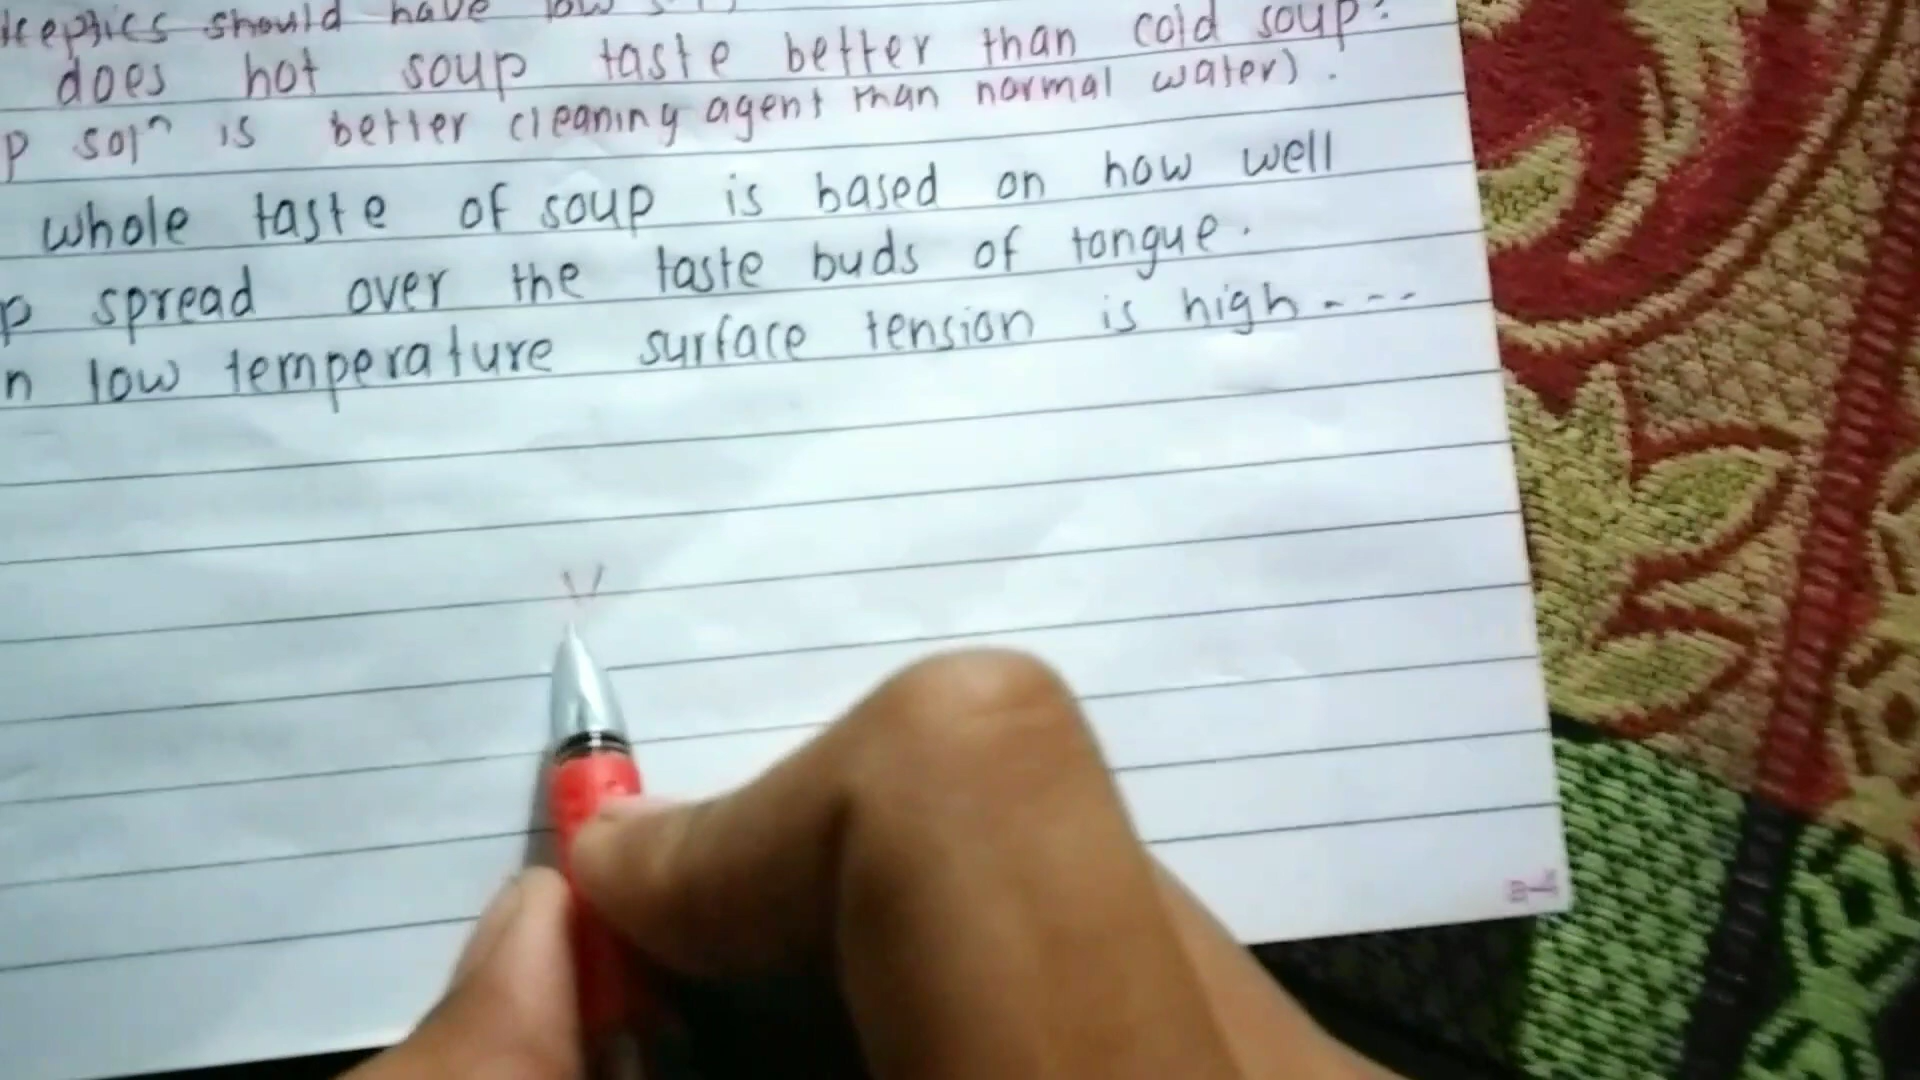 should have low
does hot soup taste better than cold soup?
p solⁿ is better cleaning agent than normal water).
whole taste of soup is based on how well
p spread over the taste buds of tongue.
n low temperature surface tension is high ----